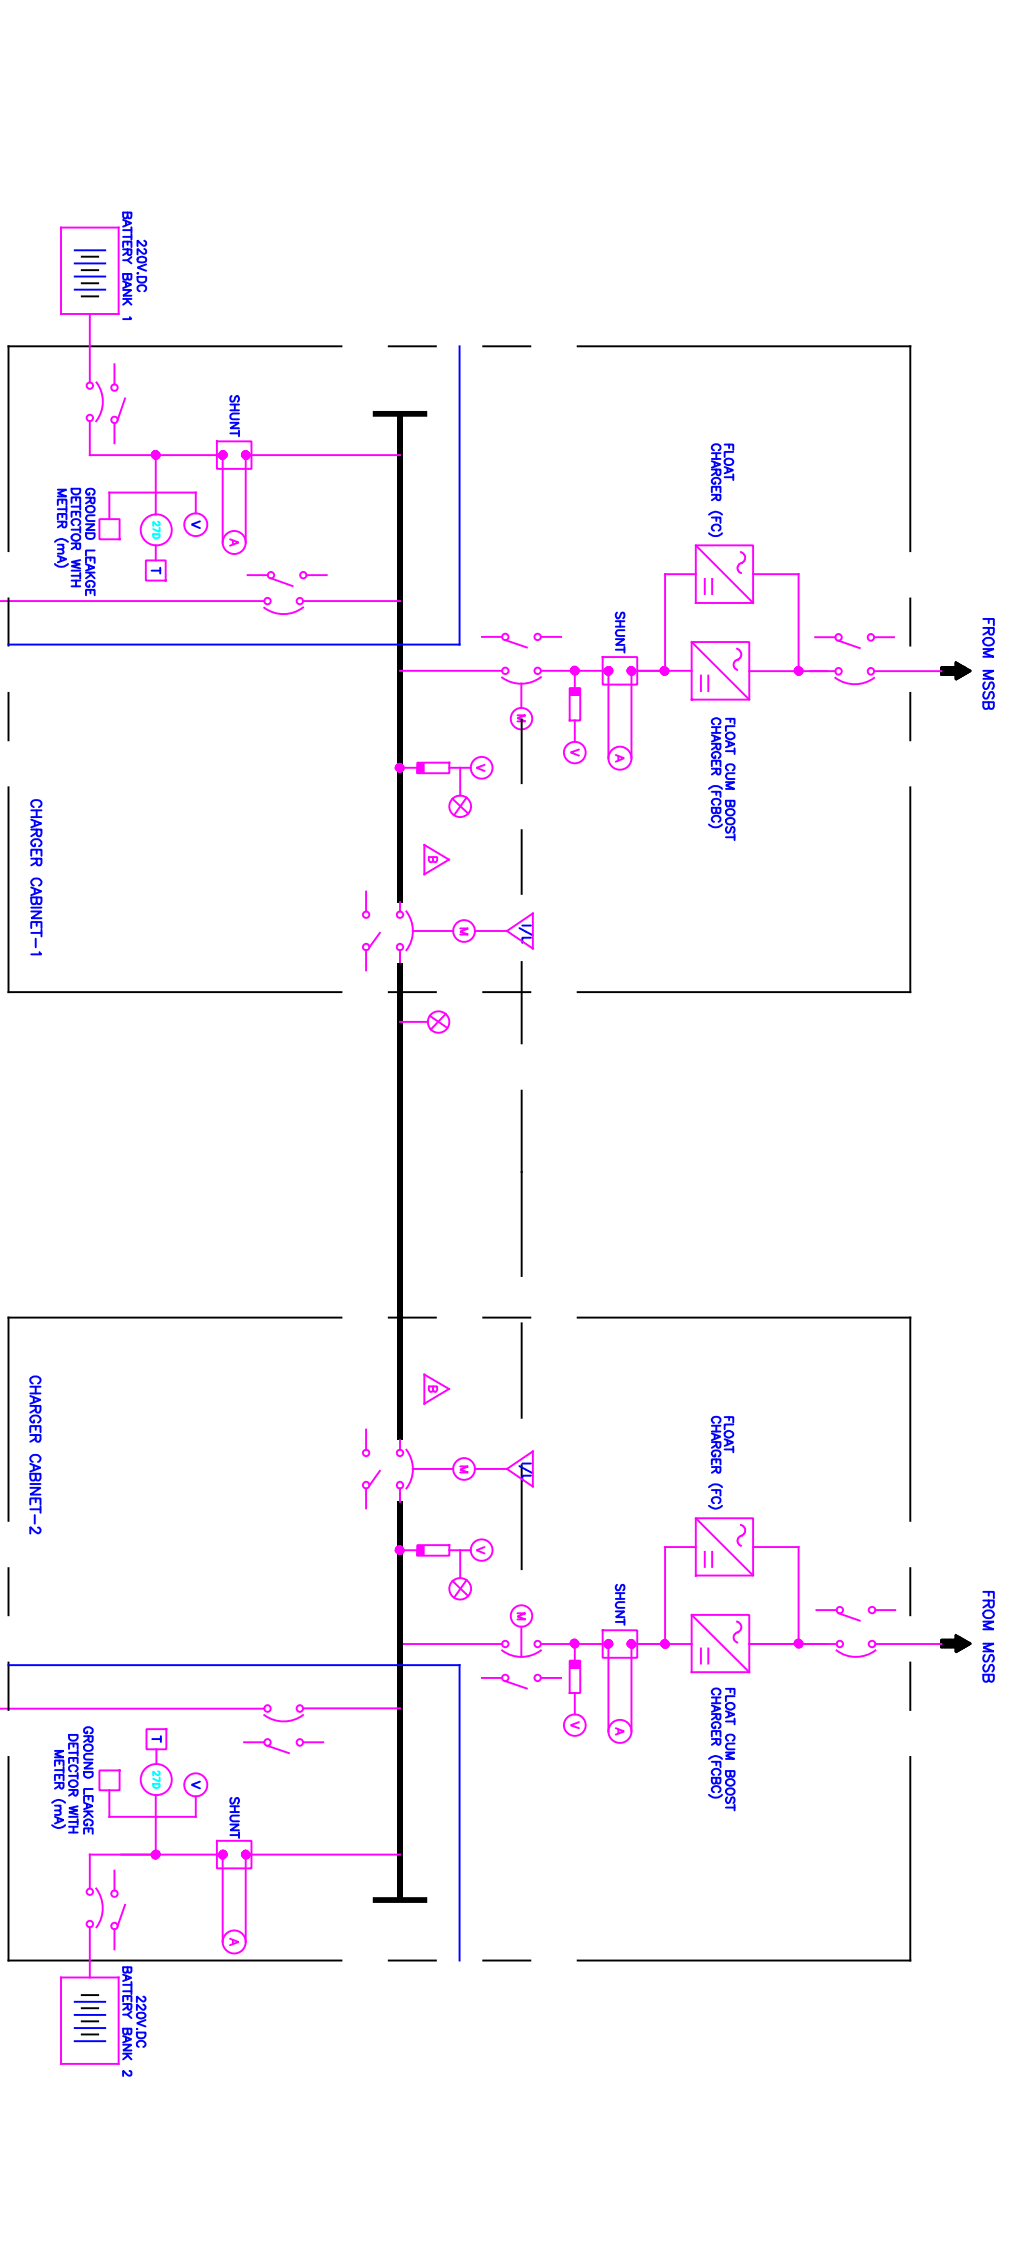 FROM MSSB
FROM MSSB
FLOAT
CHARGER (FC)
FLOAT CUM BOOST
CHARGER (FCBC)
FLOAT
CHARGER (FC)
FLOAT CUM BOOST
CHARGER (FCBC)
SHUNT
A
SHUNT
A
V
V
M
I/L
I/L
M
V
M
M
V
B
B
SHUNT
A
SHUNT
A
V
27D
T
V
27D
T
220V.DC
BATTERY BANK 1
220V.DC
BATTERY BANK 2
GROUND LEAKGE
DETECTOR WITH
METER (mA)
GROUND LEAKGE
DETECTOR WITH
METER (mA)
CHARGER CABINET-1
CHARGER CABINET-2